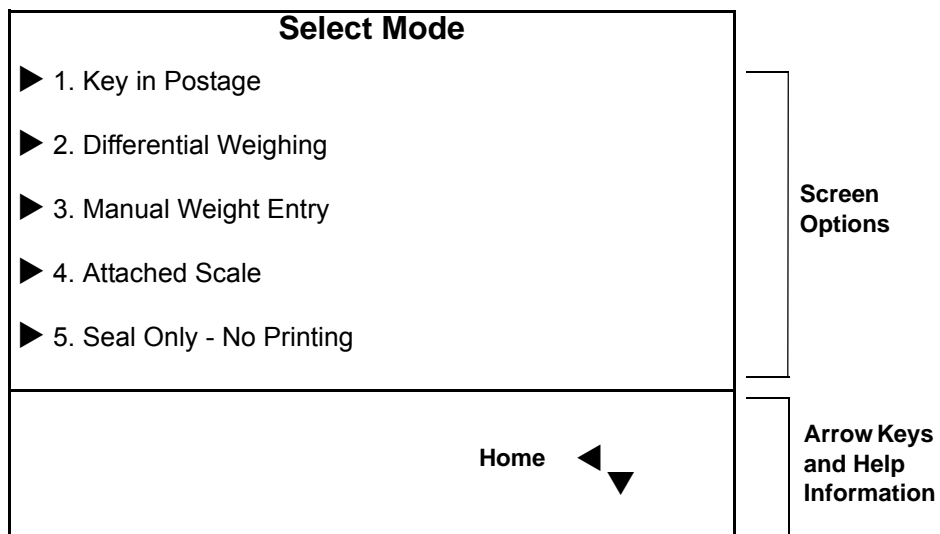 Select Mode
1. Key in Postage
2. Differential Weighing
3. Manual Weight Entry
4. Attached Scale
5. Seal Only - No Printing
Screen
Options
Home
Arrow Keys
and Help
Information